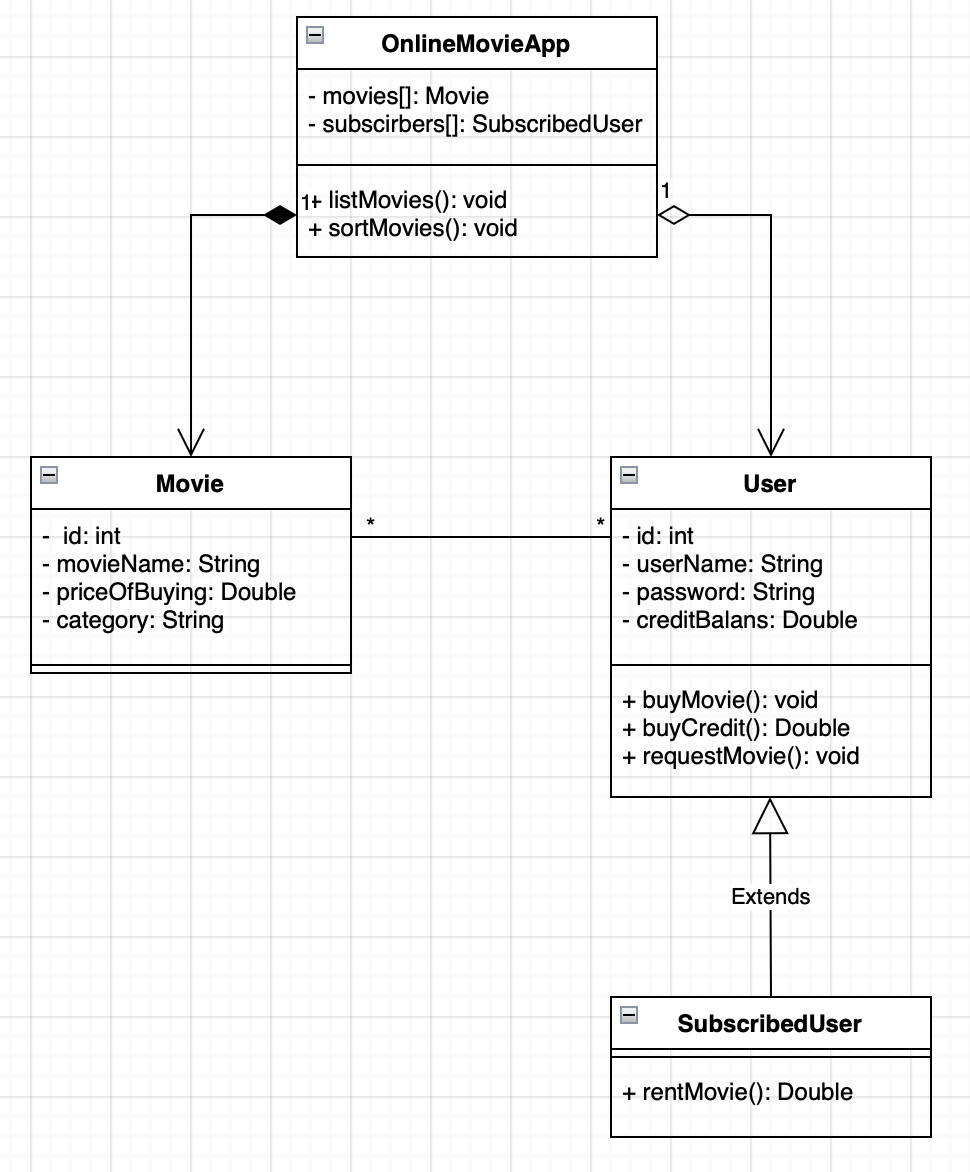 OnlineMovieApp
- movies[]: Movie
- subscirbers[]: SubscribedUser
1
+ listMovies(): void
1
+ sortMovies(): void
Movie
- id: int
- movieName: String
- priceOfBuying: Double
- category: String
*
*
User
- id: int
- userName: String
- password: String
- creditBalans: Double
+ buyMovie(): void
+ buyCredit(): Double
+ requestMovie(): void
Extends
SubscribedUser
+ rentMovie(): Double